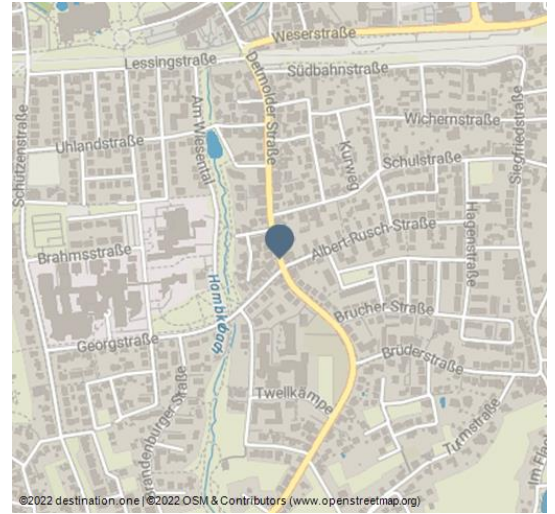 Weserstraße
Lessingstraße
Südbahnstraße
Detmolder Straße
Am Wiesental
Schützenstraße
Wichernstraße
Siegfriedstraße
Uhlandstraße
Kurweg
Schulstraße
Hagenstraße
Albert-Rusch-Straße
Brahmsstraße
Hambkebach
Brucher-Straße
Georgstraße
Brüderstraße
Twellkämpe
Turmstraße
©2022 destination.one | ©2022 OSM & Contributors (www.openstreetmap.org)